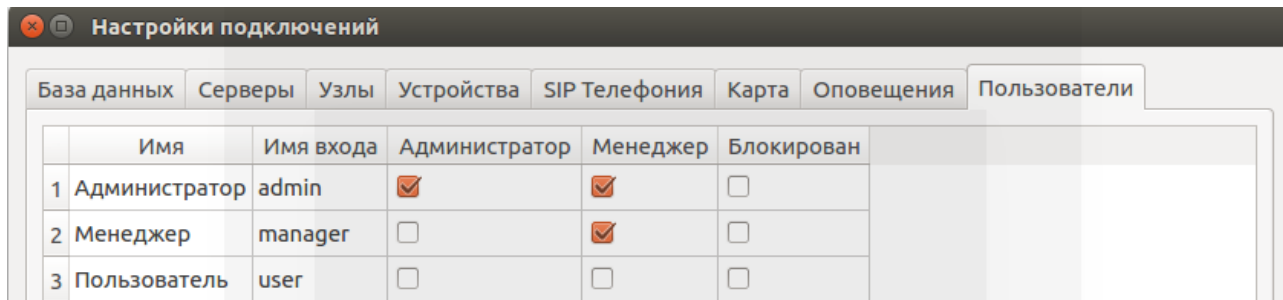 Настройки подключений
База данных Серверы Узлы Устройства SIP Телефония Карта Оповещения Пользователи
Имя Имя входа Администратор Менеджер Блокирован
1 Администратор admin
2 Менеджер manager
3 Пользователь user